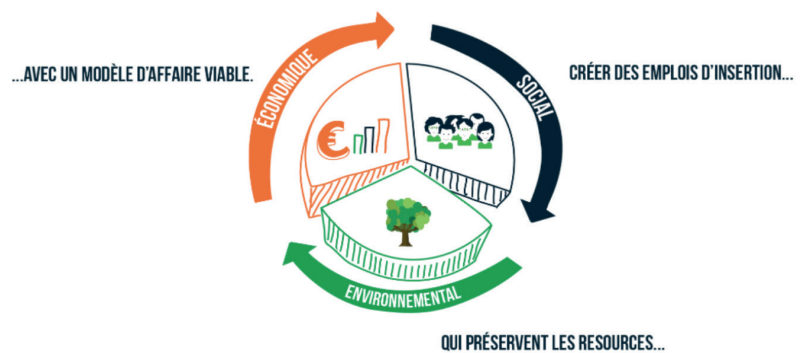 ...AVEC UN MODÈLE D'AFFAIRE VIABLE.
ÉCONOMIQUE
€
SOCIAL
CRÉER DES EMPLOIS D'INSERTION...
ENVIRONNEMENTAL
QUI PRÉSERVENT LES RESOURCES...